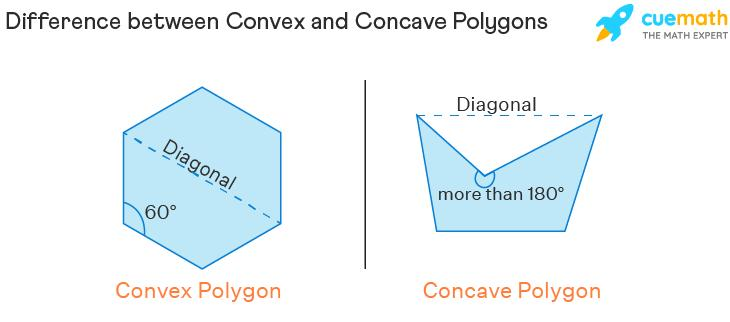 Difference between Convex and Concave Polygons
cuemath
THE MATH EXPERT
Diagonal
60°
Convex Polygon
Diagonal
more than 180°
Concave Polygon